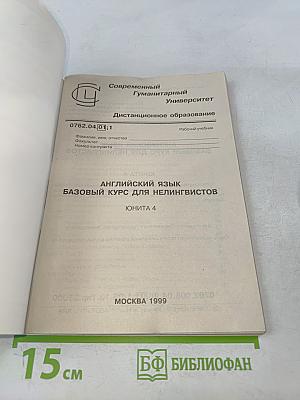 Современный
Гуманитарный
Университет
Дистанционное образование
0762.04.01;1
Рабочий учебник
Фамилия, имя, отчество
Факультет
Номер контракта
АНГЛИЙСКИЙ ЯЗЫК
БАЗОВЫЙ КУРС ДЛЯ НЕЛИНГВИСТОВ
ЮНИТА 4
МОСКВА 1999
15 см
БФ БИБЛИОФАН